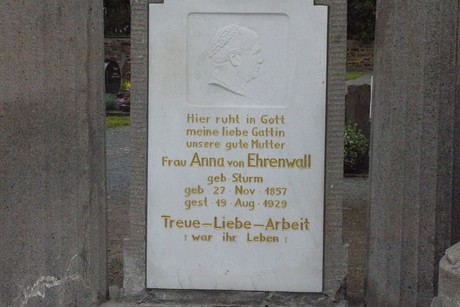 Hier ruht in Gott
meine liebe Gattin
unsere gute Mutter
Frau Anna von Ehrenwall
geb Sturm
geb · 27 · Nov · 1857
gest · 19 · Aug · 1929
Treue – Liebe – Arbeit
: war ihr Leben :